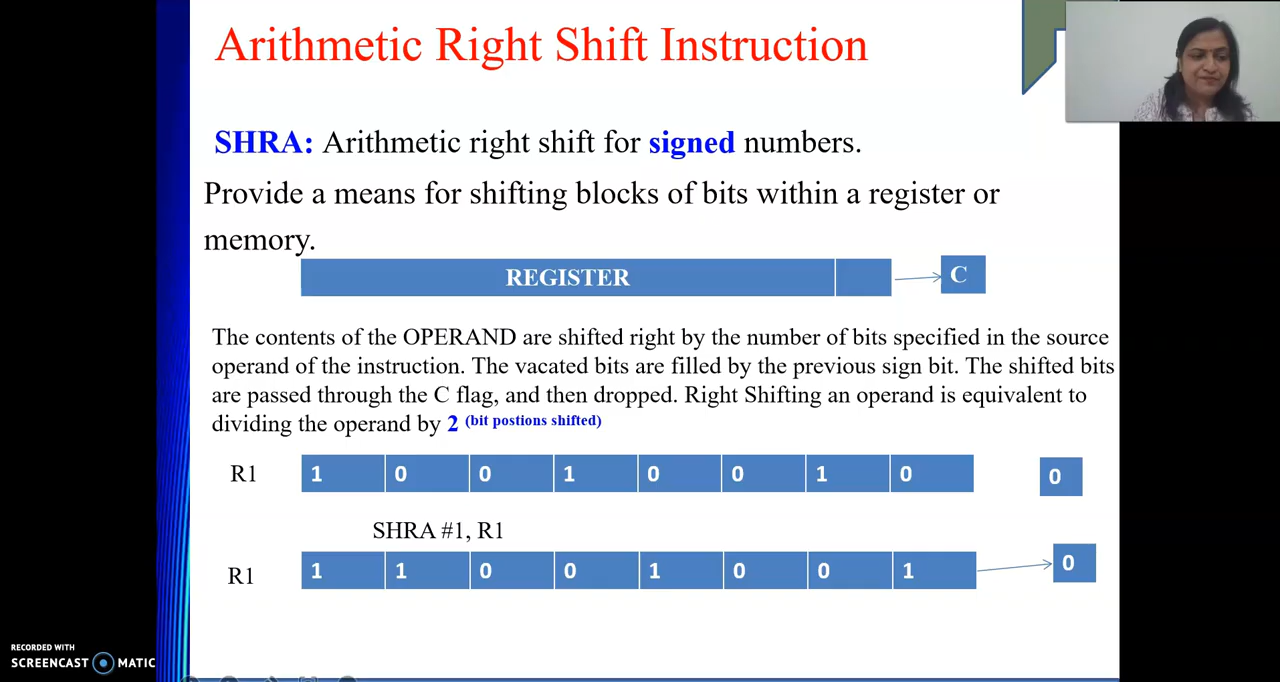 Arithmetic Right Shift Instruction
SHRA: Arithmetic right shift for signed numbers.
Provide a means for shifting blocks of bits within a register or
memory.
REGISTER C
The contents of the OPERAND are shifted right by the number of bits specified in the source
operand of the instruction. The vacated bits are filled by the previous sign bit. The shifted bits
are passed through the C flag, and then dropped. Right Shifting an operand is equivalent to
dividing the operand by 2 (bit postions shifted)
R1 1 0 0 1 0 0 1 0 0
SHRA #1, R1
R1 1 1 0 0 1 0 0 1 0
RECORDED WITH
SCREENCAST MATIC